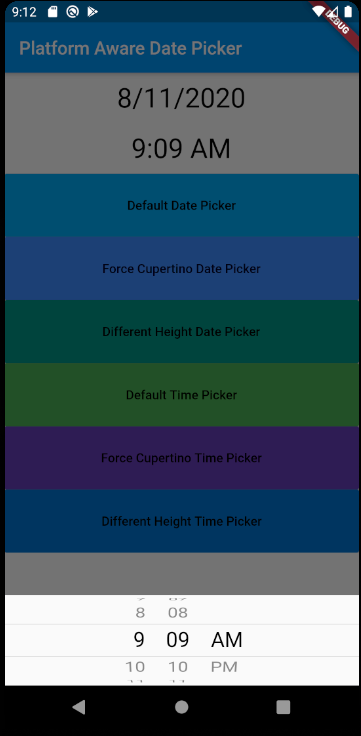 9:12
DEBUG
Platform Aware Date Picker
8/11/2020
9:09 AM
Default Date Picker
Force Cupertino Date Picker
Different Height Date Picker
Default Time Picker
Force Cupertino Time Picker
Different Height Time Picker
8 08
9 09 AM
10 10 PM